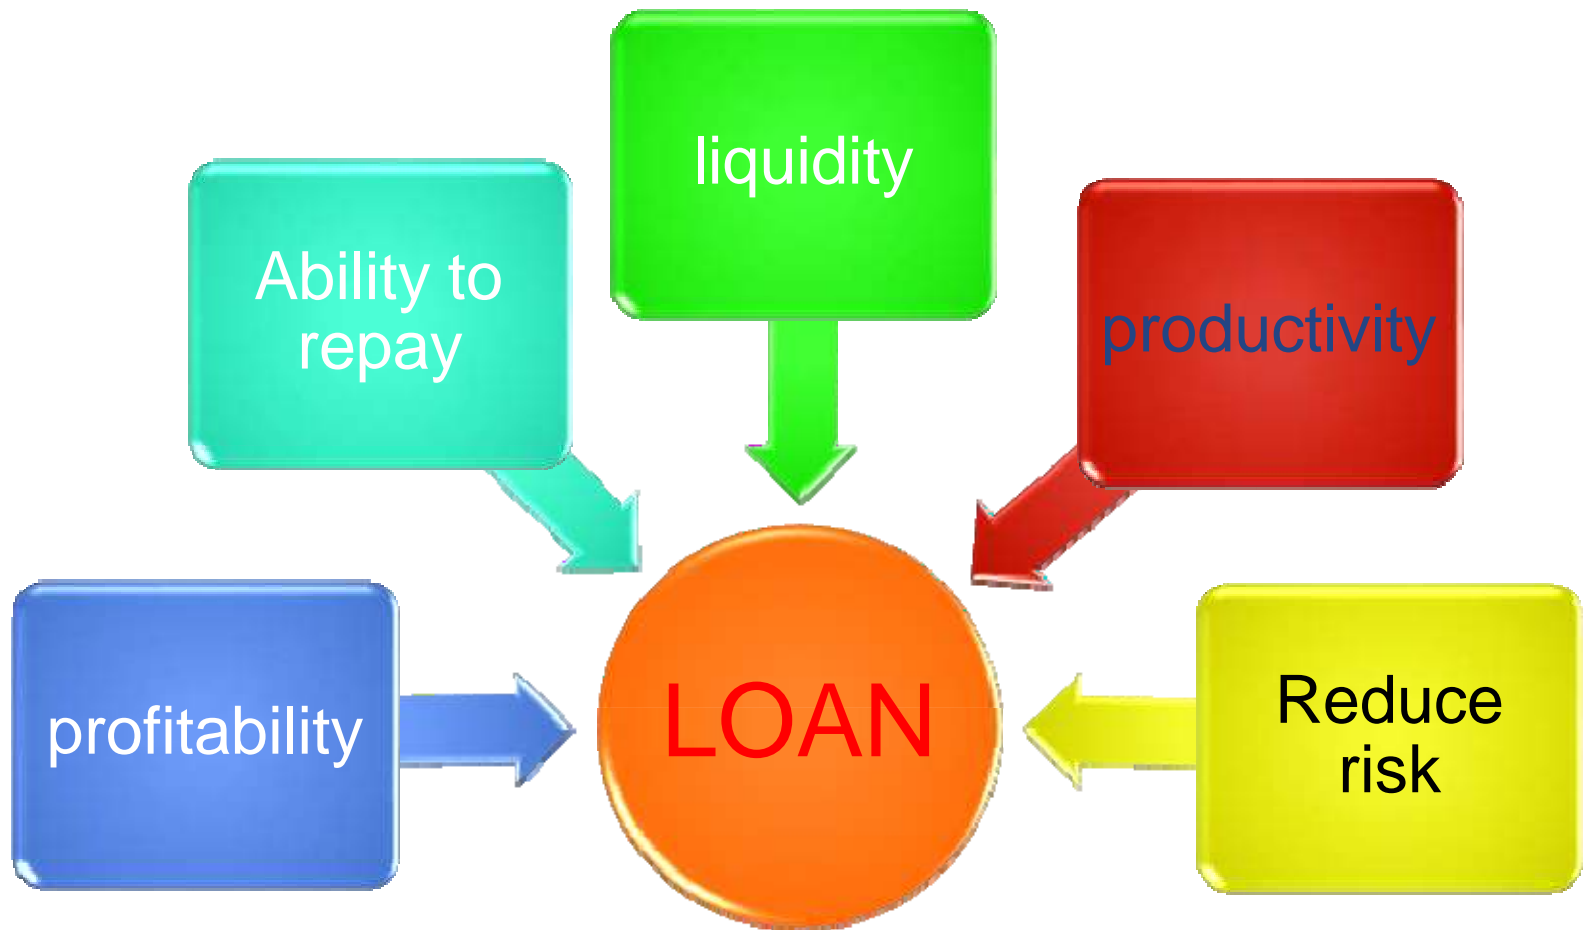 liquidity
Ability to
repay
productivity
profitability
LOAN
Reduce
risk